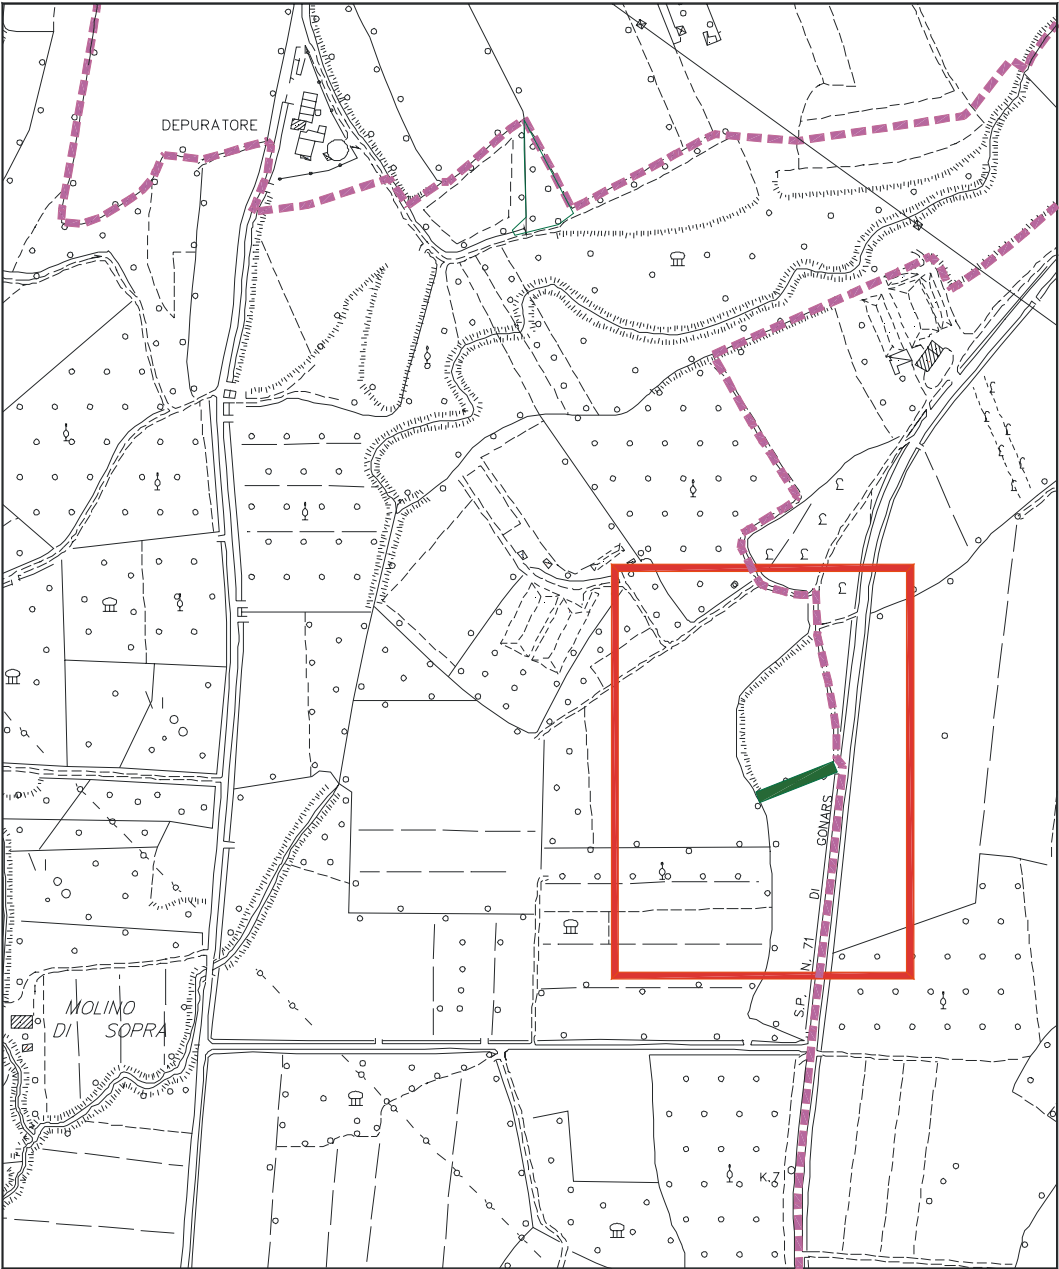 DEPURATORE
S.P. N. 71 DI GONARS
MOLINO
DI SOPRA
K.7